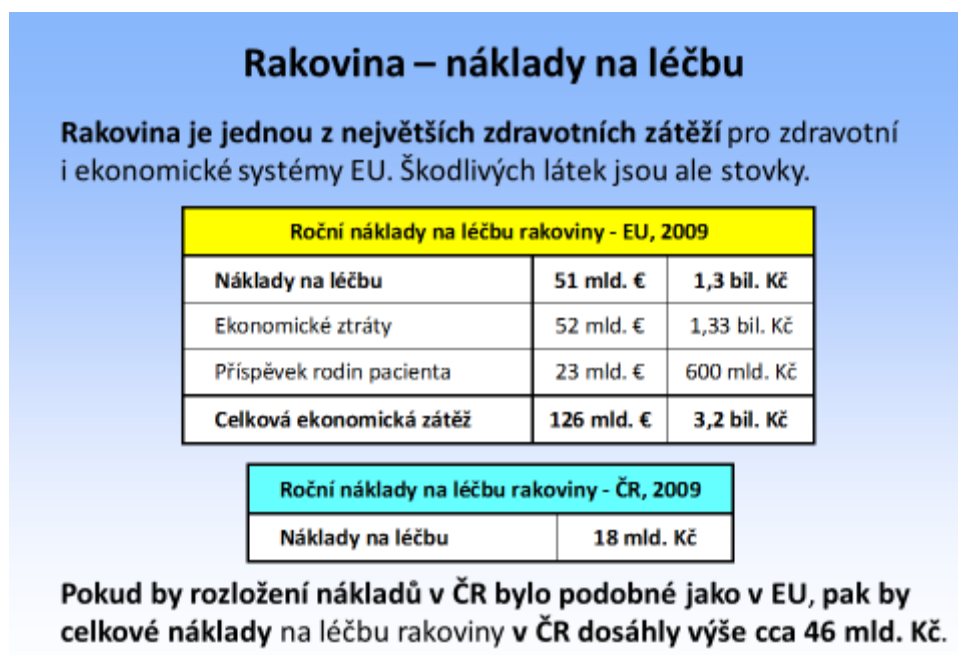 Rakovina – náklady na léčbu
Rakovina je jednou z největších zdravotních zátěží pro zdravotní
i ekonomické systémy EU. Škodlivých látek jsou ale stovky.
Roční náklady na léčbu rakoviny - EU, 2009
Náklady na léčbu 51 mld. € 1,3 bil. Kč
Ekonomické ztráty 52 mld. € 1,33 bil. Kč
Příspěvek rodin pacienta 23 mld. € 600 mld. Kč
Celková ekonomická zátěž 126 mld. € 3,2 bil. Kč
Roční náklady na léčbu rakoviny - ČR, 2009
Náklady na léčbu 18 mld. Kč
Pokud by rozložení nákladů v ČR bylo podobné jako v EU, pak by
celkové náklady na léčbu rakoviny v ČR dosáhly výše cca 46 mld. Kč.